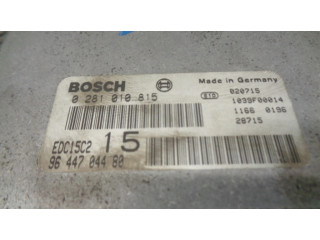 BOSCH
Made in Germany
0 281 010 815
020715
1039F00014
1166 0196
28715
EDC15C2 15
96 447 044 80